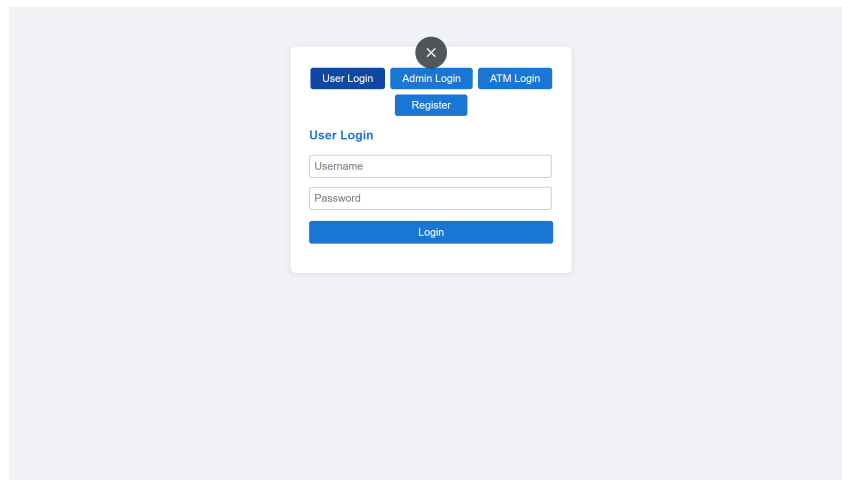 User Login Admin Login ATM Login
Register
User Login
Username
Password
Login